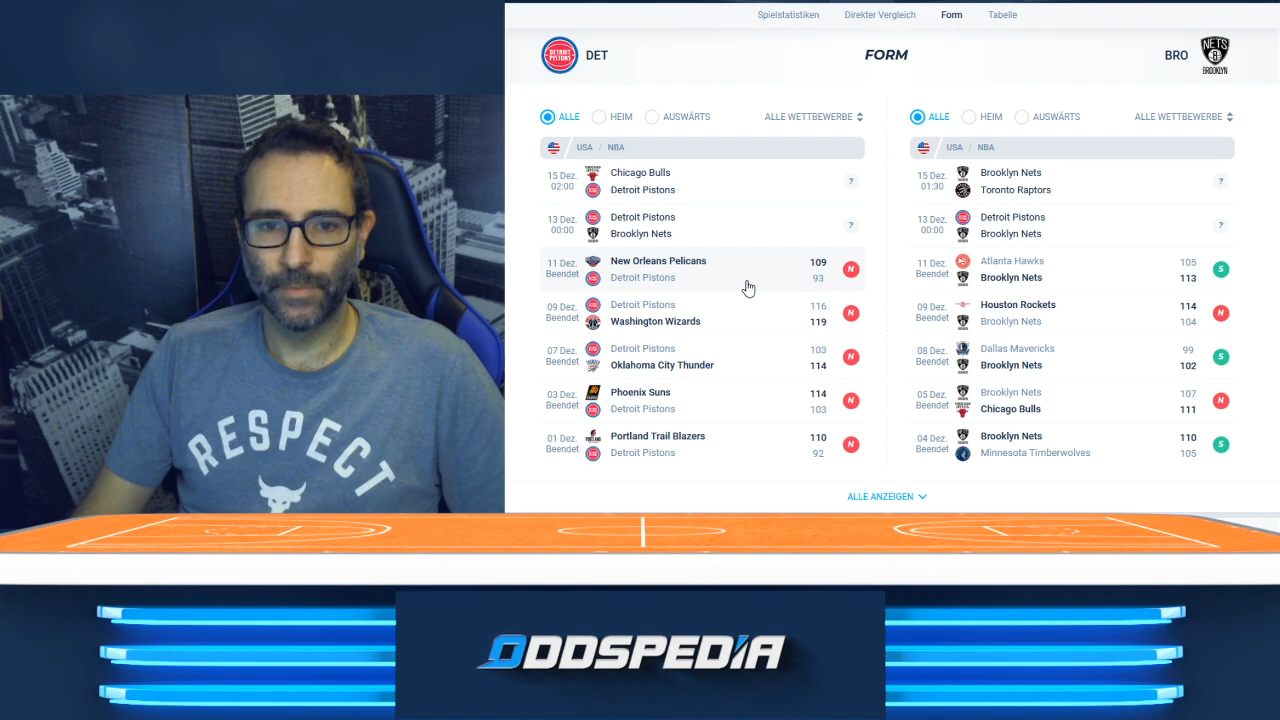 Spielstatistiken Direkter Vergleich Form Tabelle
DETROIT PISTONS DET FORM BRO NETS B BROOKLYN
ALLE HEIM AUSWÄRTS ALLE WETTBEWERBE
USA / NBA
15 Dez. 02:00 Chicago Bulls ?
Detroit Pistons
13 Dez. 00:00 Detroit Pistons ?
Brooklyn Nets
11 Dez. Beendet New Orleans Pelicans 109 N
Detroit Pistons 93
09 Dez. Beendet Detroit Pistons 116 N
Washington Wizards 119
07 Dez. Beendet Detroit Pistons 103 N
Oklahoma City Thunder 114
03 Dez. Beendet Phoenix Suns 114 N
Detroit Pistons 103
01 Dez. Beendet Portland Trail Blazers 110 N
Detroit Pistons 92
ALLE HEIM AUSWÄRTS ALLE WETTBEWERBE
USA / NBA
15 Dez. 01:30 Brooklyn Nets ?
Toronto Raptors
13 Dez. 00:00 Detroit Pistons ?
Brooklyn Nets
11 Dez. Beendet Atlanta Hawks 105 S
Brooklyn Nets 113
09 Dez. Beendet Houston Rockets 114 N
Brooklyn Nets 104
08 Dez. Beendet Dallas Mavericks 99 S
Brooklyn Nets 102
05 Dez. Beendet Brooklyn Nets 107 N
Chicago Bulls 111
04 Dez. Beendet Brooklyn Nets 110 S
Minnesota Timberwolves 105
ALLE ANZEIGEN
RESPECT
ODDSPEDIA